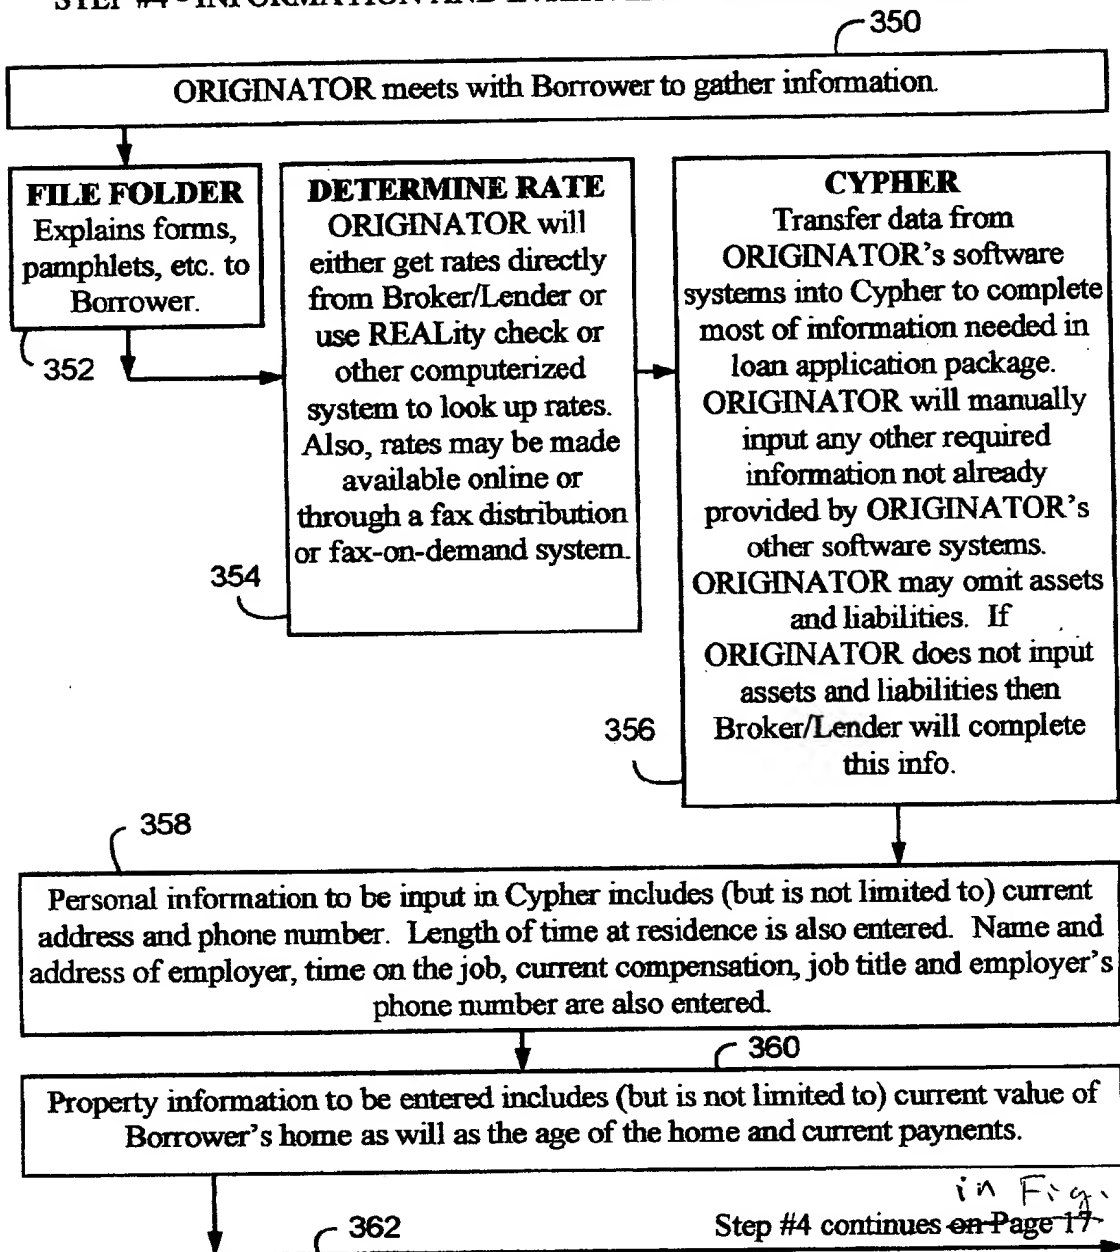 350
ORIGINATOR meets with Borrower to gather information.
FILE FOLDER
Explains forms,
pamphlets, etc. to
Borrower.
352
DETERMINE RATE
ORIGINATOR will
either get rates directly
from Broker/Lender or
use REALity check or
other computerized
system to look up rates.
Also, rates may be made
available online or
through a fax distribution
or fax-on-demand system.
354
CYPHER
Transfer data from
ORIGINATOR's software
systems into Cypher to complete
most of information needed in
loan application package.
ORIGINATOR will manually
input any other required
information not already
provided by ORIGINATOR's
other software systems.
ORIGINATOR may omit assets
and liabilities. If
ORIGINATOR does not input
assets and liabilities then
Broker/Lender will complete
this info.
356
358
Personal information to be input in Cypher includes (but is not limited to) current
address and phone number. Length of time at residence is also entered. Name and
address of employer, time on the job, current compensation, job title and employer's
phone number are also entered.
360
Property information to be entered includes (but is not limited to) current value of
Borrower's home as will as the age of the home and current paynents.
in Fig.
Step #4 continues on Page 17
362